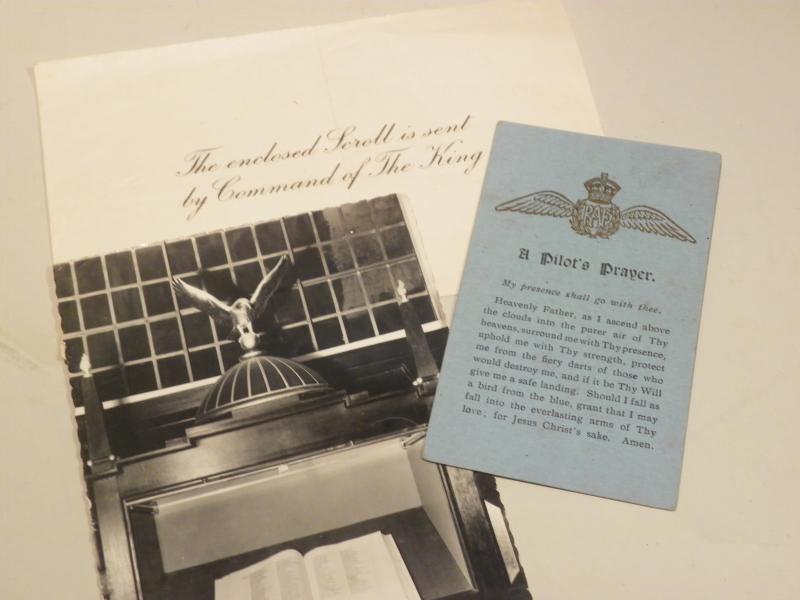 The enclosed Scroll is sent
by Command of The King
RAF
A Pilot's Prayer.
My presence shall go with thee.
Heavenly Father, as I ascend above
the clouds into the purer air of Thy
heavens, surround me with Thy presence,
uphold me with Thy strength, protect
me from the fiery darts of those who
would destroy me, and if it be Thy Will
give me a safe landing. Should I fall as
a bird from the blue, grant that I may
fall into the everlasting arms of Thy
love; for Jesus Christ's sake. Amen.